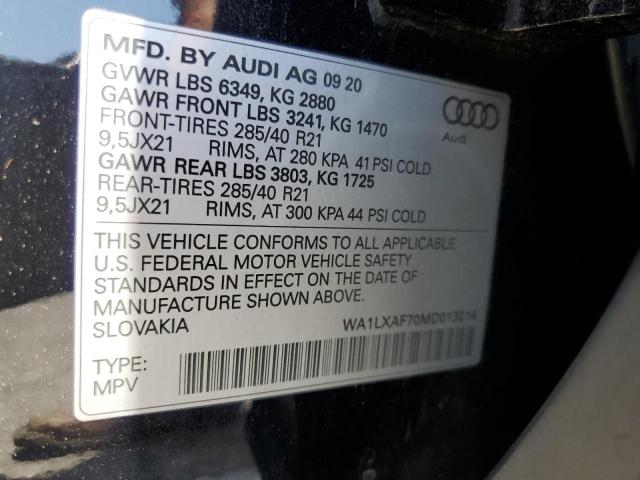 MFD. BY AUDI AG 09 20
GVWR LBS 6349, KG 2880
GAWR FRONT LBS 3241, KG 1470
FRONT-TIRES 285/40 R21
9,5JX21 RIMS, AT 280 KPA 41 PSI COLD
GAWR REAR LBS 3803, KG 1725
REAR-TIRES 285/40 R21
9,5JX21 RIMS, AT 300 KPA 44 PSI COLD
Audi
THIS VEHICLE CONFORMS TO ALL APPLICABLE
U.S. FEDERAL MOTOR VEHICLE SAFETY
STANDARDS IN EFFECT ON THE DATE OF
MANUFACTURE SHOWN ABOVE.
SLOVAKIA
WA1LXAF70MD013214
TYPE:
MPV